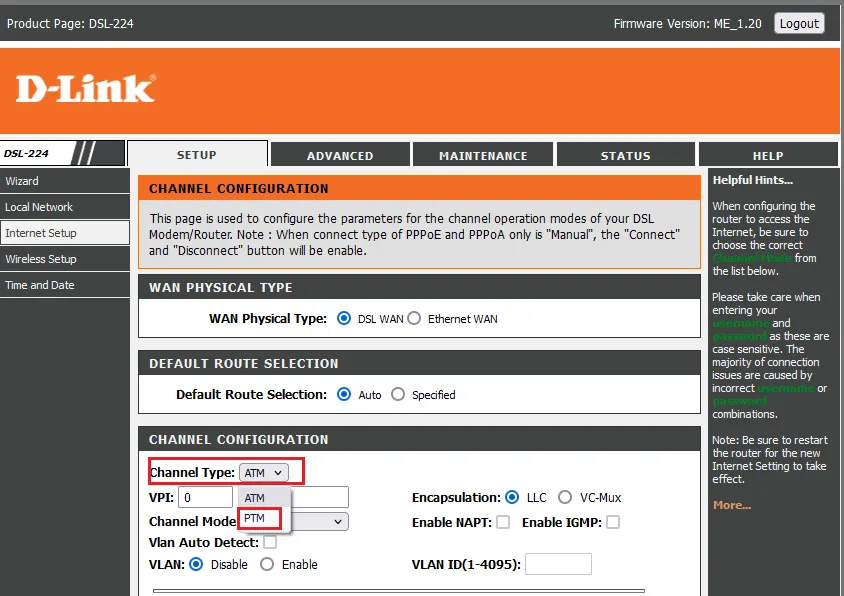 Product Page: DSL-224
Firmware Version: ME_1.20
Logout
D-Link®
DSL-224
SETUP
ADVANCED
MAINTENANCE
STATUS
HELP
Wizard
Local Network
Internet Setup
Wireless Setup
Time and Date
CHANNEL CONFIGURATION
This page is used to configure the parameters for the channel operation modes of your DSL
Modem/Router. Note : When connect type of PPPoE and PPPoA only is "Manual", the "Connect"
and "Disconnect" button will be enable.
WAN PHYSICAL TYPE
WAN Physical Type: DSL WAN Ethernet WAN
DEFAULT ROUTE SELECTION
Default Route Selection: Auto Specified
CHANNEL CONFIGURATION
Channel Type: ATM
VPI: 0
ATM
PTM
Encapsulation: LLC VC-Mux
Channel Mode
Enable NAPT: Enable IGMP:
Vlan Auto Detect:
VLAN: Disable Enable
VLAN ID(1-4095):
Helpful Hints...
When configuring the
router to access the
Internet, be sure to
choose the correct
Channel Mode from
the list below.
Please take care when
entering your
username and
password as these are
case sensitive. The
majority of connection
issues are caused by
incorrect username or
password
combinations.
Note: Be sure to restart
the router for the new
Internet Setting to take
effect.
More...